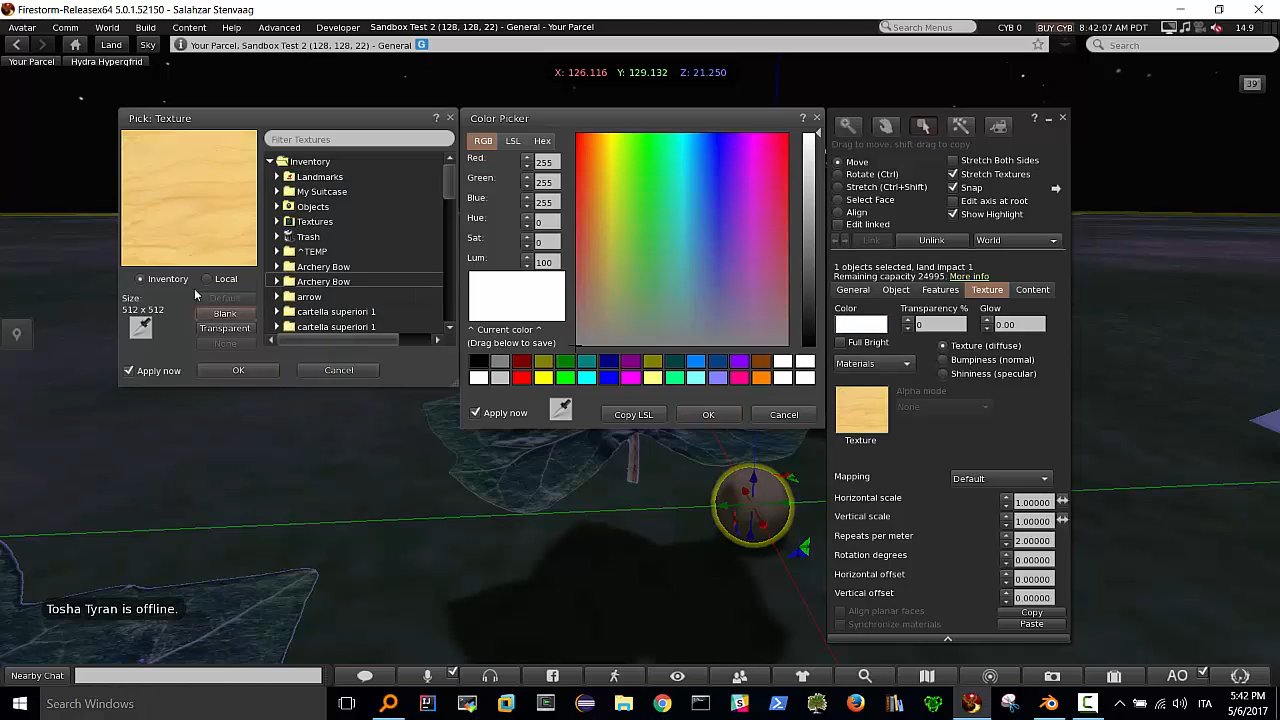 Firestorm-Releasex64 5.0.1.52150 - Salahzar Stenvaag
Avatar Comm World Build Content Help Advanced Developer Sandbox Test 2 (128, 128, 22) - General - Your Parcel Search Menus CYB 0 BUY CYB 8:42:07 AM PDT 14.9
Land Sky Your Parcel, Sandbox Test 2 (128, 128, 22) - General G Search
Your Parcel Hydra Hypergrid
X: 126.116 Y: 129.132 Z: 21.250
39
Pick: Texture ? ×
Filter Textures
Inventory
Landmarks
My Suitcase
Objects
Textures
Trash
^TEMP
Archery Bow
Archery Bow
arrow
cartella superiori 1
cartella superiori 1
Inventory Local
Size:
512 x 512
Default
Blank
Transparent
None
Apply now OK Cancel
Color Picker ? ×
RGB LSL Hex
Red: 255
Green: 255
Blue: 255
Hue: 0
Sat: 0
Lum: 100
^ Current color ^
(Drag below to save)
Apply now Copy LSL OK Cancel
Drag to move, shift-drag to copy
Move
Rotate (Ctrl)
Stretch (Ctrl+Shift)
Select Face
Align
Edit linked
Stretch Both Sides
Stretch Textures
Snap
Edit axis at root
Show Highlight
Link Unlink World
1 objects selected, land impact 1
Remaining capacity 24995. More info
General Object Features Texture Content
Color Transparency % Glow
0 0.00
Full Bright
Texture (diffuse)
Bumpiness (normal)
Shininess (specular)
Materials
Alpha mode
None
Texture
Mapping Default
Horizontal scale 1.00000
Vertical scale 1.00000
Repeats per meter 2.00000
Rotation degrees 0.00000
Horizontal offset 0.00000
Vertical offset 0.00000
Align planar faces Copy
Synchronize materials Paste
Tosha Tyran is offline.
Nearby Chat AO
Search Windows
ITA
5:42 PM
5/6/2017